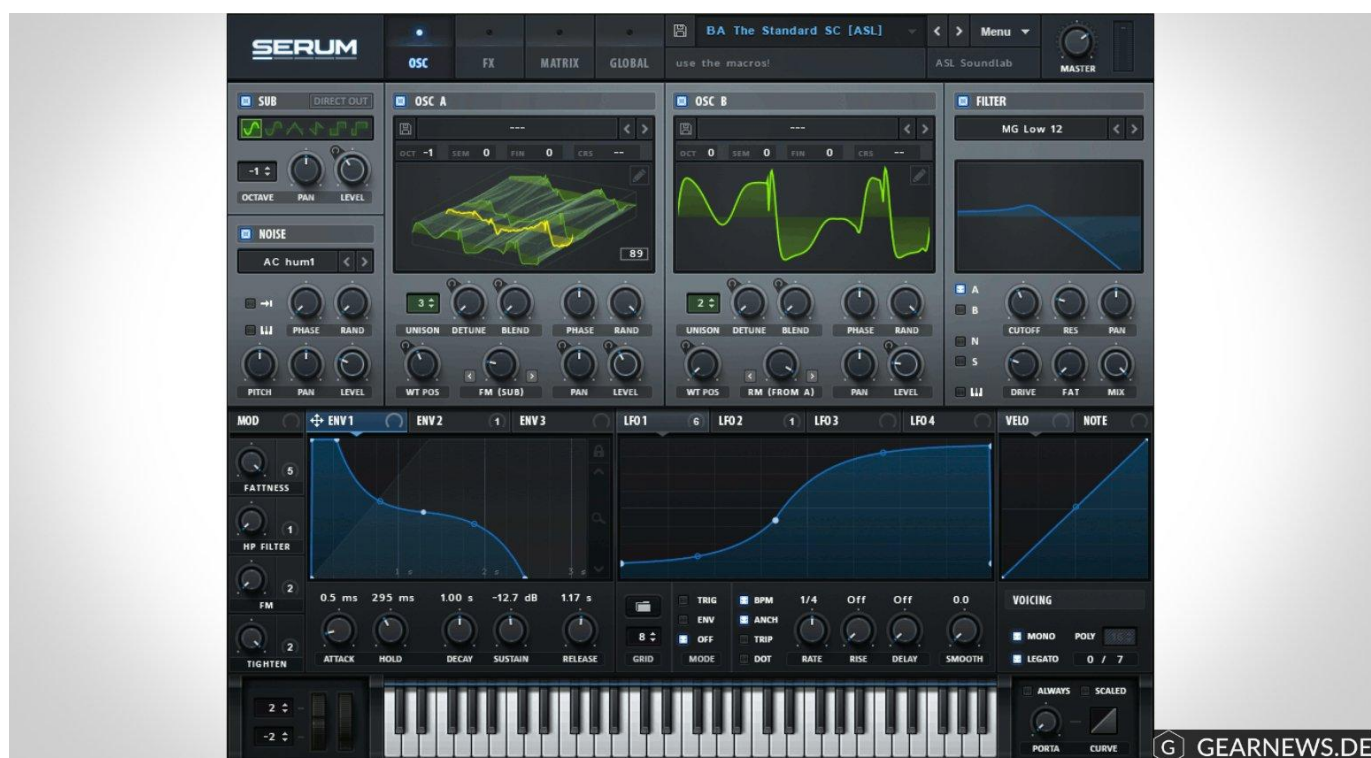 SERUM
OSC FX MATRIX GLOBAL
BA The Standard SC [ASL]
Menu
use the macros!
ASL Soundlab
MASTER
SUB DIRECT OUT
-1
OCTAVE PAN LEVEL
NOISE
AC hum1
PHASE RAND
PITCH PAN LEVEL
OSC A
---
OCT -1 SEM 0 FIN 0 CRS --
89
3
UNISON DETUNE BLEND PHASE RAND
WT POS FM (SUB) PAN LEVEL
OSC B
---
OCT 0 SEM 0 FIN 0 CRS --
2
UNISON DETUNE BLEND PHASE RAND
WT POS RM (FROM A) PAN LEVEL
FILTER
MG Low 12
A
B
N
S
CUTOFF RES PAN
DRIVE FAT MIX
MOD
5
FATTNESS
1
HP FILTER
2
FM
2
TIGHTEN
ENV 1 ENV 2 1 ENV 3
1 s 2 s 3 s
0.5 ms 295 ms 1.00 s -12.7 dB 1.17 s
ATTACK HOLD DECAY SUSTAIN RELEASE
LFO 1 6 LFO 2 1 LFO 3 LFO 4
8
GRID
TRIG
ENV
OFF
MODE
BPM
ANCH
TRIP
DOT
1/4 Off Off 0.0
RATE RISE DELAY SMOOTH
VELO NOTE
VOICING
MONO POLY 16
LEGATO 0 / 7
2
-2
ALWAYS SCALED
PORTA CURVE
G GEARNEWS.DE